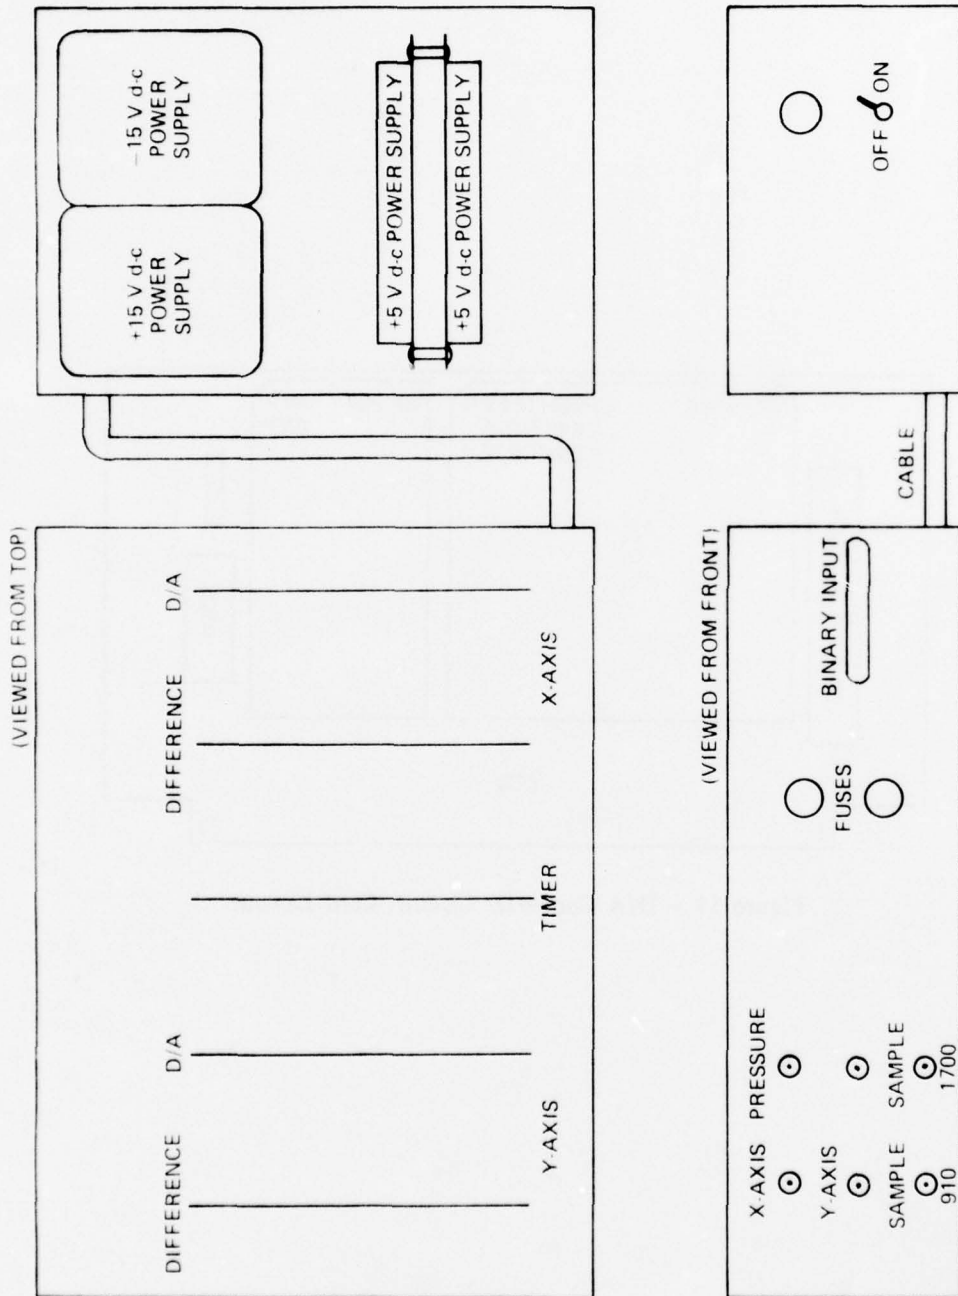 (VIEWED FROM TOP)
DIFFERENCE
D/A
DIFFERENCE
D/A
Y-AXIS
TIMER
X-AXIS
+15 V d-c
POWER
SUPPLY
-15 V d-c
POWER
SUPPLY
+5 V d-c POWER SUPPLY
+5 V d-c POWER SUPPLY
(VIEWED FROM FRONT)
X-AXIS PRESSURE
Y-AXIS
SAMPLE SAMPLE
910 1700
FUSES
BINARY INPUT
CABLE
OFF ON